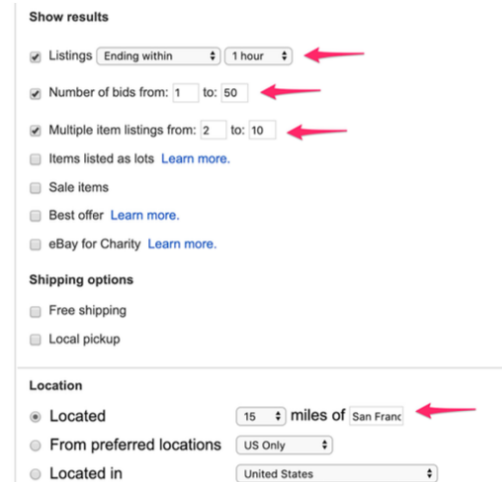 Show results
Listings Ending within 1 hour
Number of bids from: 1 to: 50
Multiple item listings from: 2 to: 10
Items listed as lots Learn more.
Sale items
Best offer Learn more.
eBay for Charity Learn more.
Shipping options
Free shipping
Local pickup
Location
Located 15 miles of San Franc
From preferred locations US Only
Located in United States